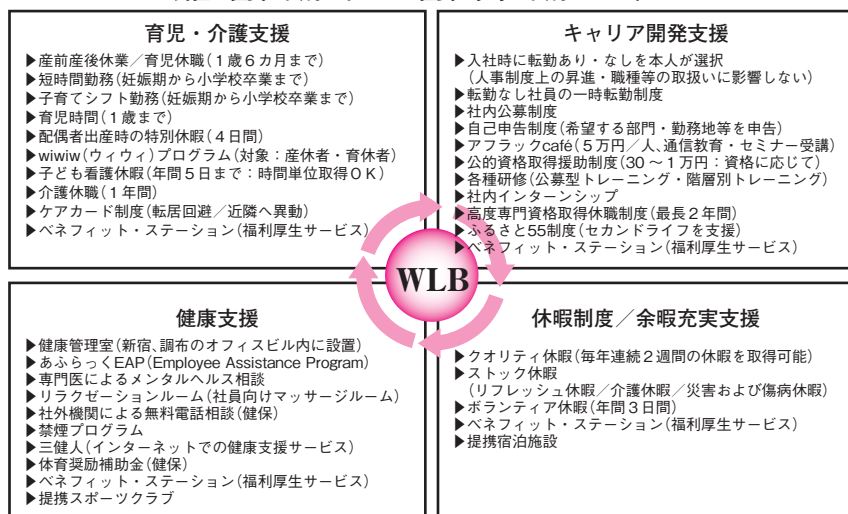 育児・介護支援
▶産前産後休業／育児休職(１歳６カ月まで)
▶短時間勤務(妊娠期から小学校卒業まで)
▶子育てシフト勤務(妊娠期から小学校卒業まで)
▶育児時間(１歳まで)
▶配偶者出産時の特別休暇(４日間)
▶wiwiw(ウィウィ)プログラム(対象：産休者・育休者)
▶子ども看護休暇(年間５日まで：時間単位取得ＯＫ)
▶介護休職(１年間)
▶ケアカード制度(転居回避／近隣へ異動)
▶ベネフィット・ステーション(福利厚生サービス)
キャリア開発支援
▶入社時に転勤あり・なしを本人が選択
(人事制度上の昇進・職種等の取扱いに影響しない)
▶転勤なし社員の一時転勤制度
▶社内公募制度
▶自己申告制度(希望する部門・勤務地等を申告)
▶アフラックcafé(５万円／人、通信教育・セミナー受講)
▶公的資格取得援助制度(30～１万円：資格に応じて)
▶各種研修(公募型トレーニング・階層別トレーニング)
▶社内インターンシップ
▶高度専門資格取得休職制度(最長２年間)
▶ふるさと55制度(セカンドライフを支援)
▶ベネフィット・ステーション(福利厚生サービス)
WLB
健康支援
▶健康管理室(新宿、調布のオフィスビル内に設置)
▶あふらっくEAP(Employee Assistance Program)
▶専門医によるメンタルヘルス相談
▶リラクゼーションルーム(社員向けマッサージルーム)
▶社外機関による無料電話相談(健保)
▶禁煙プログラム
▶三健人(インターネットでの健康支援サービス)
▶体育奨励補助金(健保)
▶ベネフィット・ステーション(福利厚生サービス)
▶提携スポーツクラブ
休暇制度／余暇充実支援
▶クオリティ休暇(毎年連続２週間の休暇を取得可能)
▶ストック休暇
(リフレッシュ休暇／介護休暇／災害および傷病休暇)
▶ボランティア休暇(年間３日間)
▶ベネフィット・ステーション(福利厚生サービス)
▶提携宿泊施設